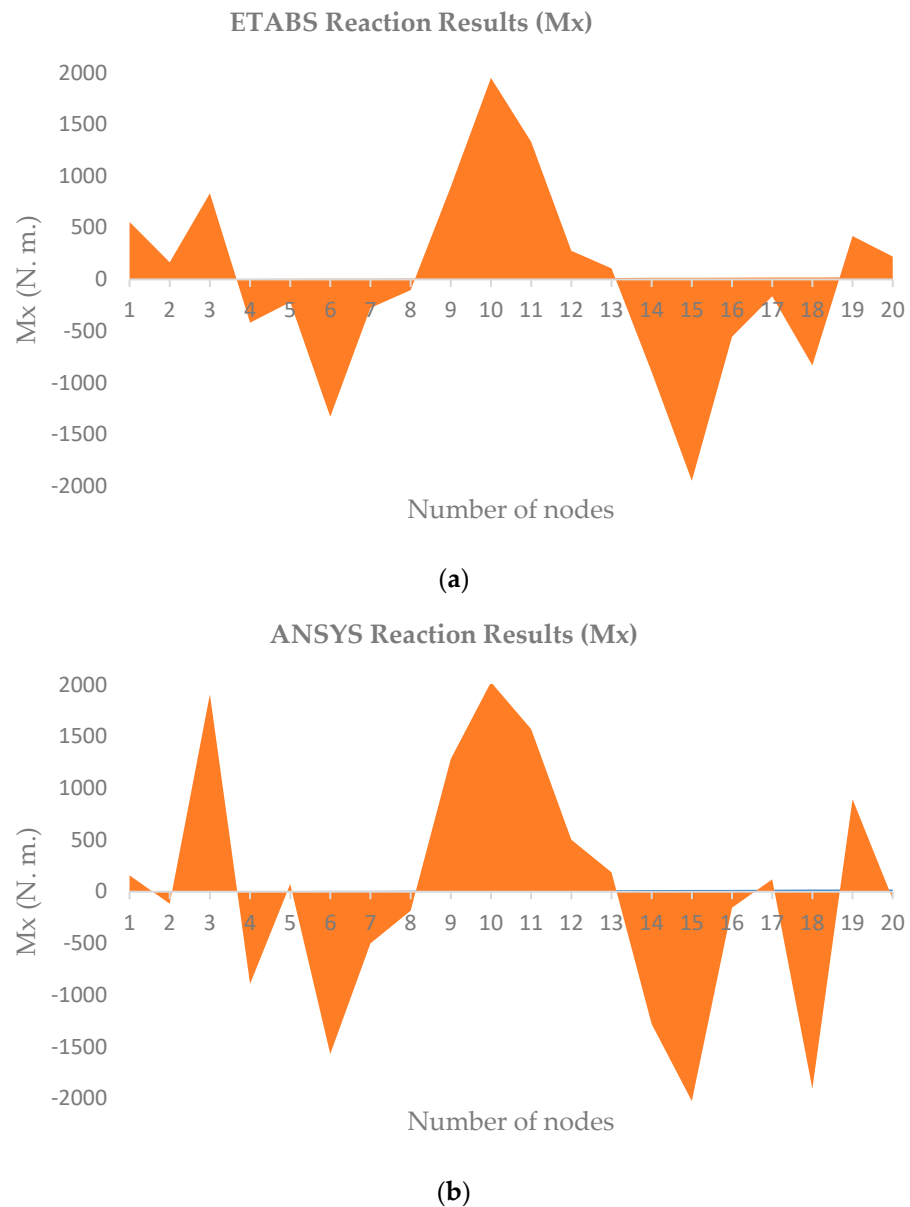 ETABS Reaction Results (Mx)
2000
1500
1000
500
0
-500
-1000
-1500
-2000
Mx (N. m.)
1 2 3 4 5 6 7 8 9 10 11 12 13 14 15 16 17 18 19 20
Number of nodes
(a)
ANSYS Reaction Results (Mx)
2000
1500
1000
500
0
-500
-1000
-1500
-2000
Mx (N. m.)
1 2 3 4 5 6 7 8 9 10 11 12 13 14 15 16 17 18 19 20
Number of nodes
(b)